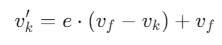 v′ₖ = e · (v_f − vₖ) + v_f